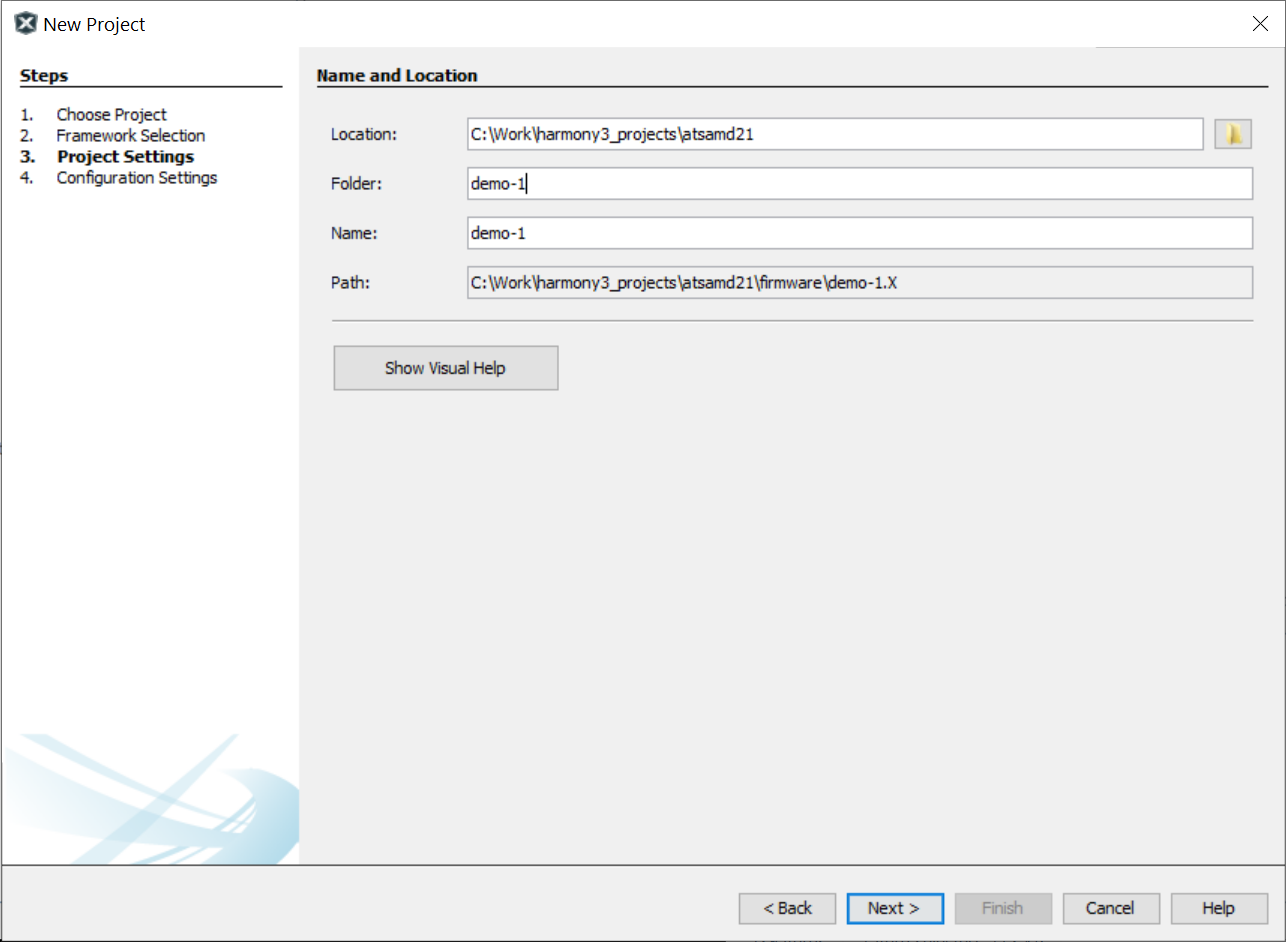 New Project
Steps
1. Choose Project
2. Framework Selection
3. Project Settings
4. Configuration Settings
Name and Location
Location: C:\Work\harmony3_projects\atsamd21
Folder: demo-1
Name: demo-1
Path: C:\Work\harmony3_projects\atsamd21\firmware\demo-1.X
Show Visual Help
< Back Next > Finish Cancel Help